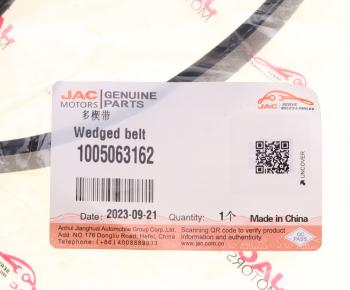 JAC MOTORS GENUINE PARTS
JAC
多楔带
Wedged belt
1005063162
UNCOVER
Date: 2023-09-21 Quantity: 1个 Made in China
Anhui Jianghuai Automobile Group Corp. Ltd.
Add: NO.176 Dongliu Road, Hefei, China
Telephone: (+86) 4008889933
Scanning QR code to verify product
information and authenticity.
www.jac.com.cn
QC
PASS